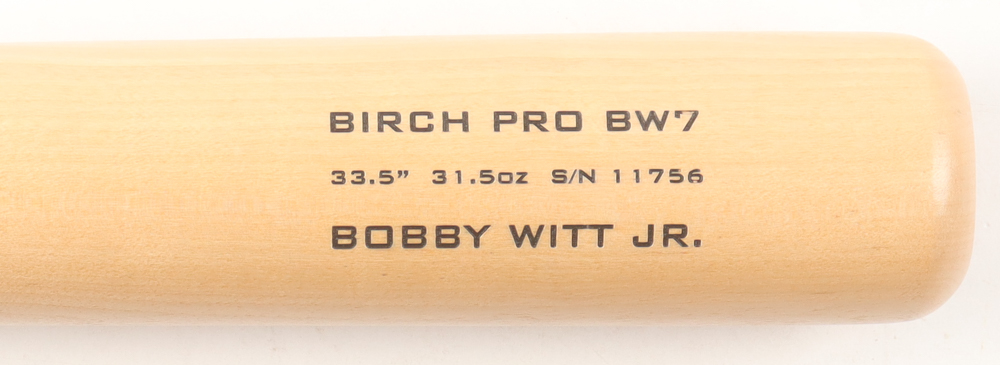 BIRCH PRO BW7
33.5” 31.5oz S/N 11756
BOBBY WITT JR.